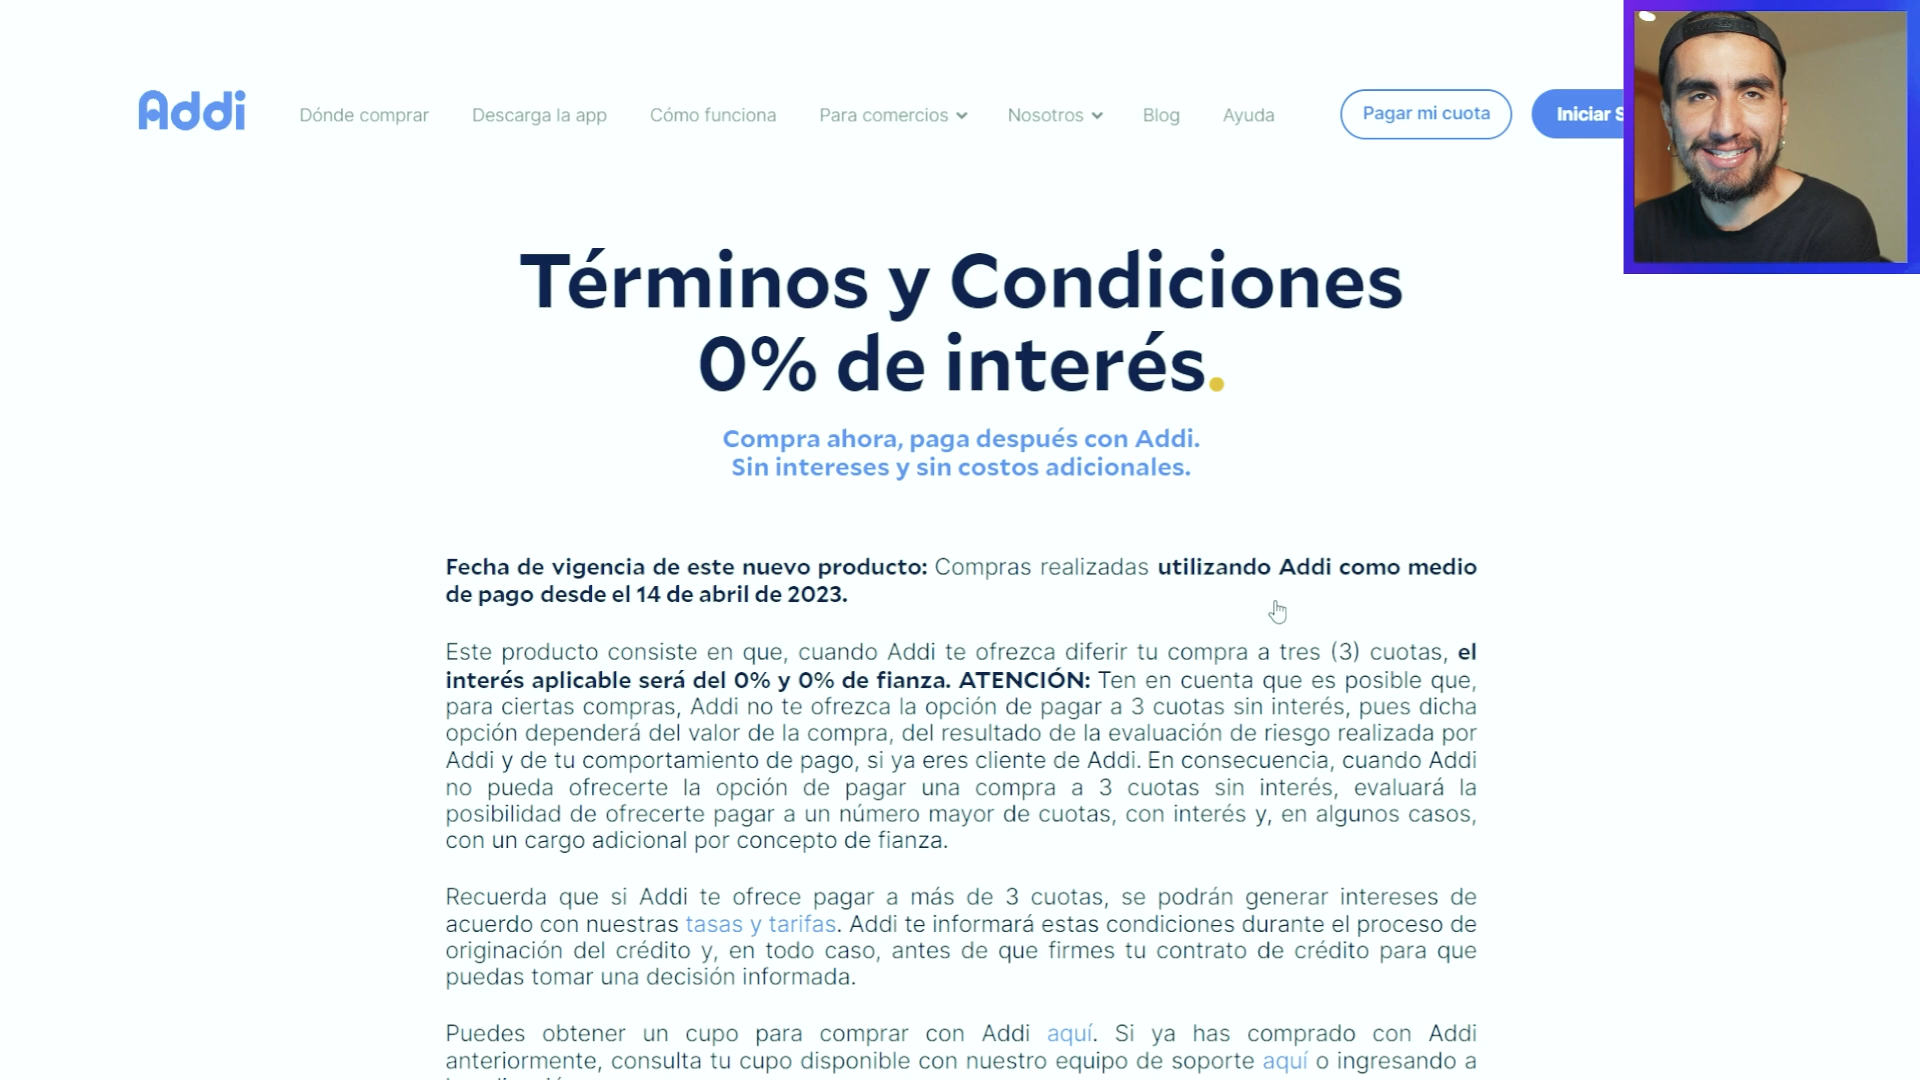 Addi
Dónde comprar
Descarga la app
Cómo funciona
Para comercios
Nosotros
Blog
Ayuda
Pagar mi cuota
Iniciar
Términos y Condiciones
0% de interés.
Compra ahora, paga después con Addi.
Sin intereses y sin costos adicionales.
Fecha de vigencia de este nuevo producto: Compras realizadas utilizando Addi como medio
de pago desde el 14 de abril de 2023.
Este producto consiste en que, cuando Addi te ofrezca diferir tu compra a tres (3) cuotas, el
interés aplicable será del 0% y 0% de fianza. ATENCIÓN: Ten en cuenta que es posible que,
para ciertas compras, Addi no te ofrezca la opción de pagar a 3 cuotas sin interés, pues dicha
opción dependerá del valor de la compra, del resultado de la evaluación de riesgo realizada por
Addi y de tu comportamiento de pago, si ya eres cliente de Addi. En consecuencia, cuando Addi
no pueda ofrecerte la opción de pagar una compra a 3 cuotas sin interés, evaluará la
posibilidad de ofrecerte pagar a un número mayor de cuotas, con interés y, en algunos casos,
con un cargo adicional por concepto de fianza.
Recuerda que si Addi te ofrece pagar a más de 3 cuotas, se podrán generar intereses de
acuerdo con nuestras tasas y tarifas. Addi te informará estas condiciones durante el proceso de
originación del crédito y, en todo caso, antes de que firmes tu contrato de crédito para que
puedas tomar una decisión informada.
Puedes obtener un cupo para comprar con Addi aquí. Si ya has comprado con Addi
anteriormente, consulta tu cupo disponible con nuestro equipo de soporte aquí o ingresando a